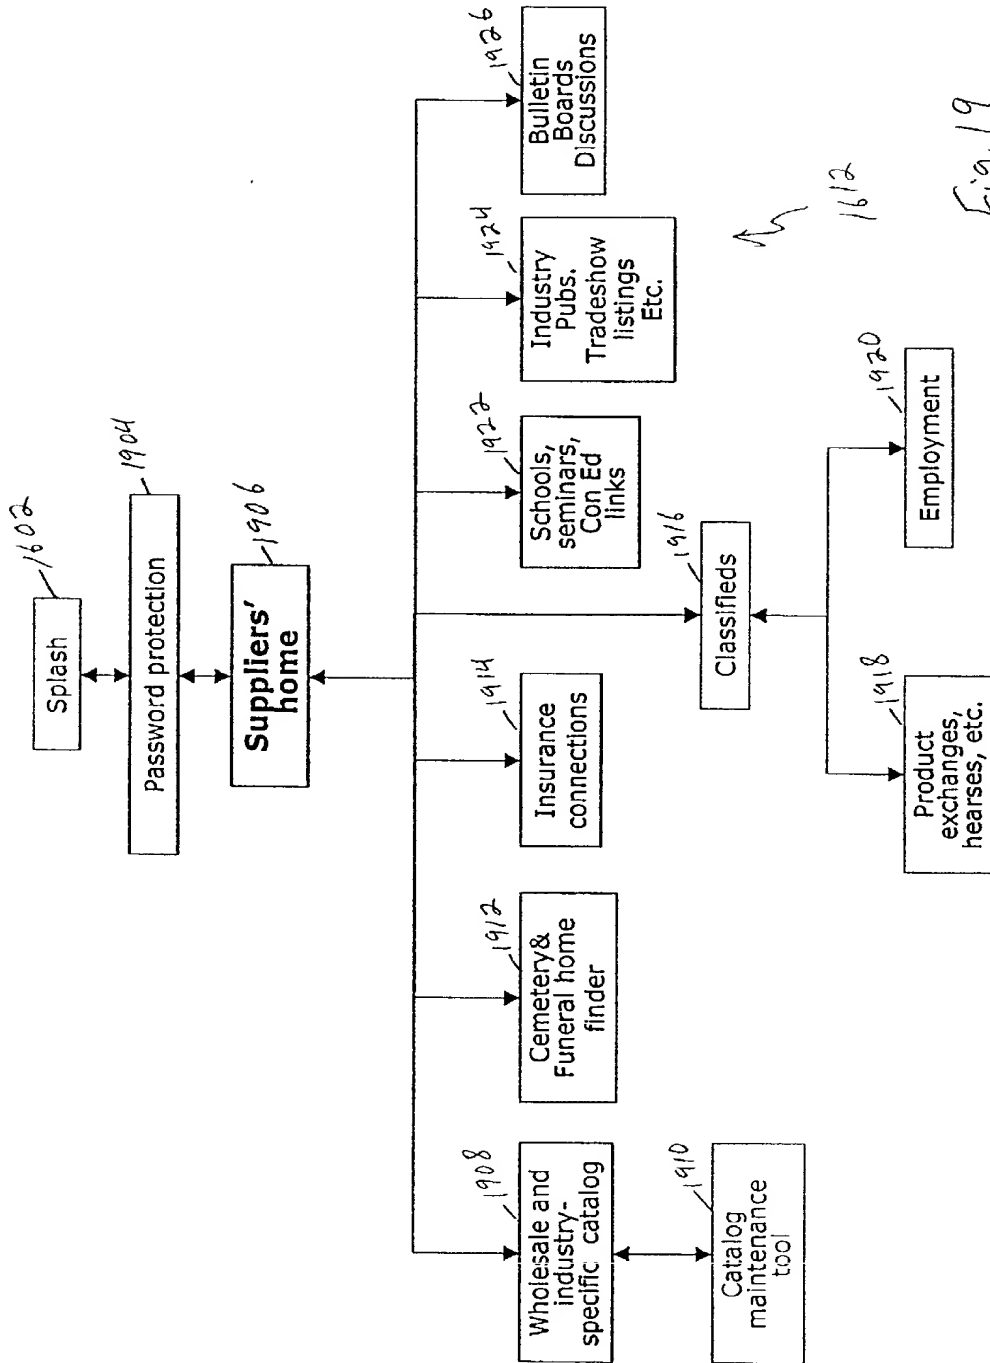 Splash
1602
Password protection
1904
Suppliers'
home
1906
Wholesale and
industry-
specific catalog
1908
Catalog
maintenance
tool
1910
Cemetery&
Funeral home
finder
1912
Insurance
connections
1914
Classifieds
1916
Product
exchanges,
hearses, etc.
1918
Employment
1920
Schools,
seminars,
Con Ed
links
1922
Industry
Pubs.
Tradeshow
listings
Etc.
1924
Bulletin
Boards
Discussions
1926
1612
Fig. 19